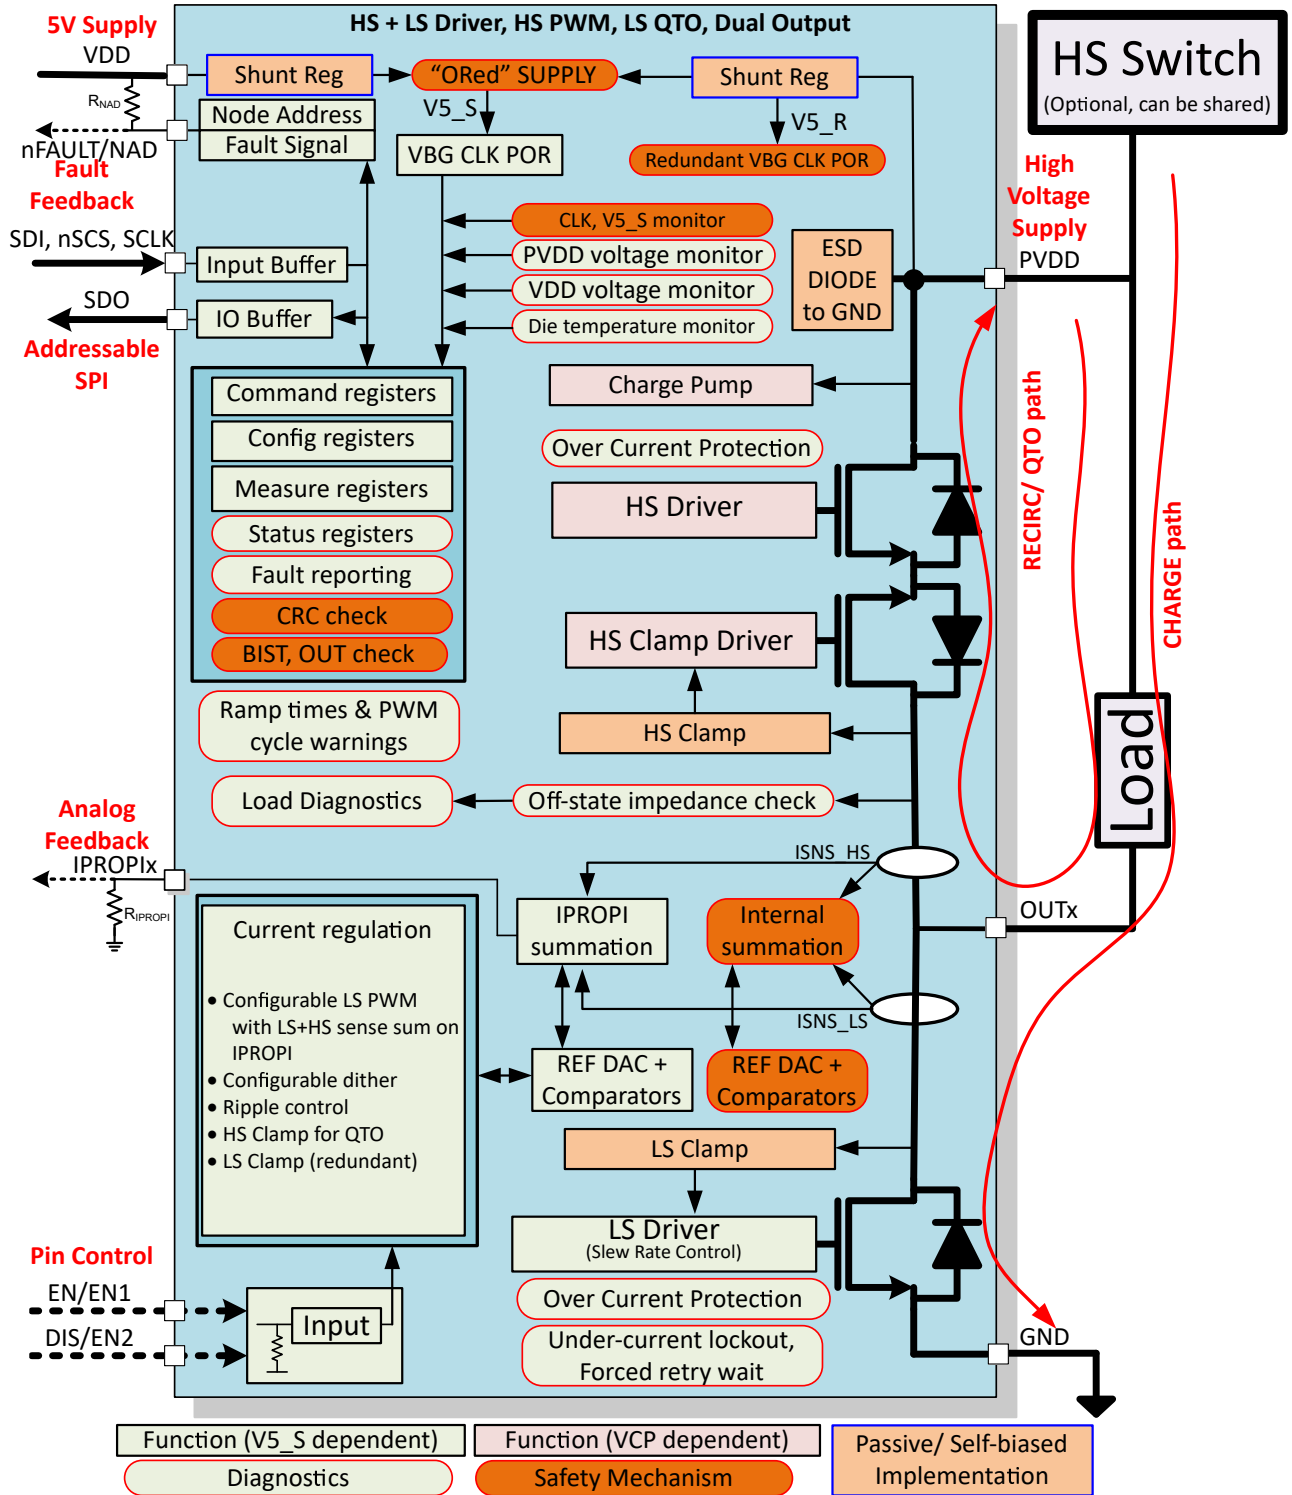 HS + LS Driver, HS PWM, LS QTO, Dual Output
5V Supply
VDD
RNAD
nFAULT/NAD
Fault
Feedback
SDI, nSCS, SCLK
SDO
Addressable
SPI
Shunt Reg
"ORed" SUPPLY
Shunt Reg
V5_S
V5_R
Node Address
Fault Signal
VBG CLK POR
Redundant VBG CLK POR
HS Switch
(Optional, can be shared)
High
Voltage
Supply
PVDD
CLK, V5_S monitor
PVDD voltage monitor
VDD voltage monitor
Die temperature monitor
ESD
DIODE
to GND
Input Buffer
IO Buffer
Command registers
Config registers
Measure registers
Status registers
Fault reporting
CRC check
BIST, OUT check
Charge Pump
Over Current Protection
HS Driver
HS Clamp Driver
HS Clamp
RECIRC/ QTO path
CHARGE path
Load
Ramp times & PWM
cycle warnings
Load Diagnostics
Off-state impedance check
Analog
Feedback
IPROPIx
RIPROPI
ISNS_HS
IPROPI
summation
Internal
summation
OUTx
ISNS_LS
Current regulation
• Configurable LS PWM
with LS+HS sense sum on
IPROPI
• Configurable dither
• Ripple control
• HS Clamp for QTO
• LS Clamp (redundant)
REF DAC +
Comparators
REF DAC +
Comparators
LS Clamp
LS Driver
(Slew Rate Control)
Over Current Protection
Under-current lockout,
Forced retry wait
Pin Control
EN/EN1
DIS/EN2
Input
GND
Function (V5_S dependent)
Function (VCP dependent)
Passive/ Self-biased
Implementation
Diagnostics
Safety Mechanism